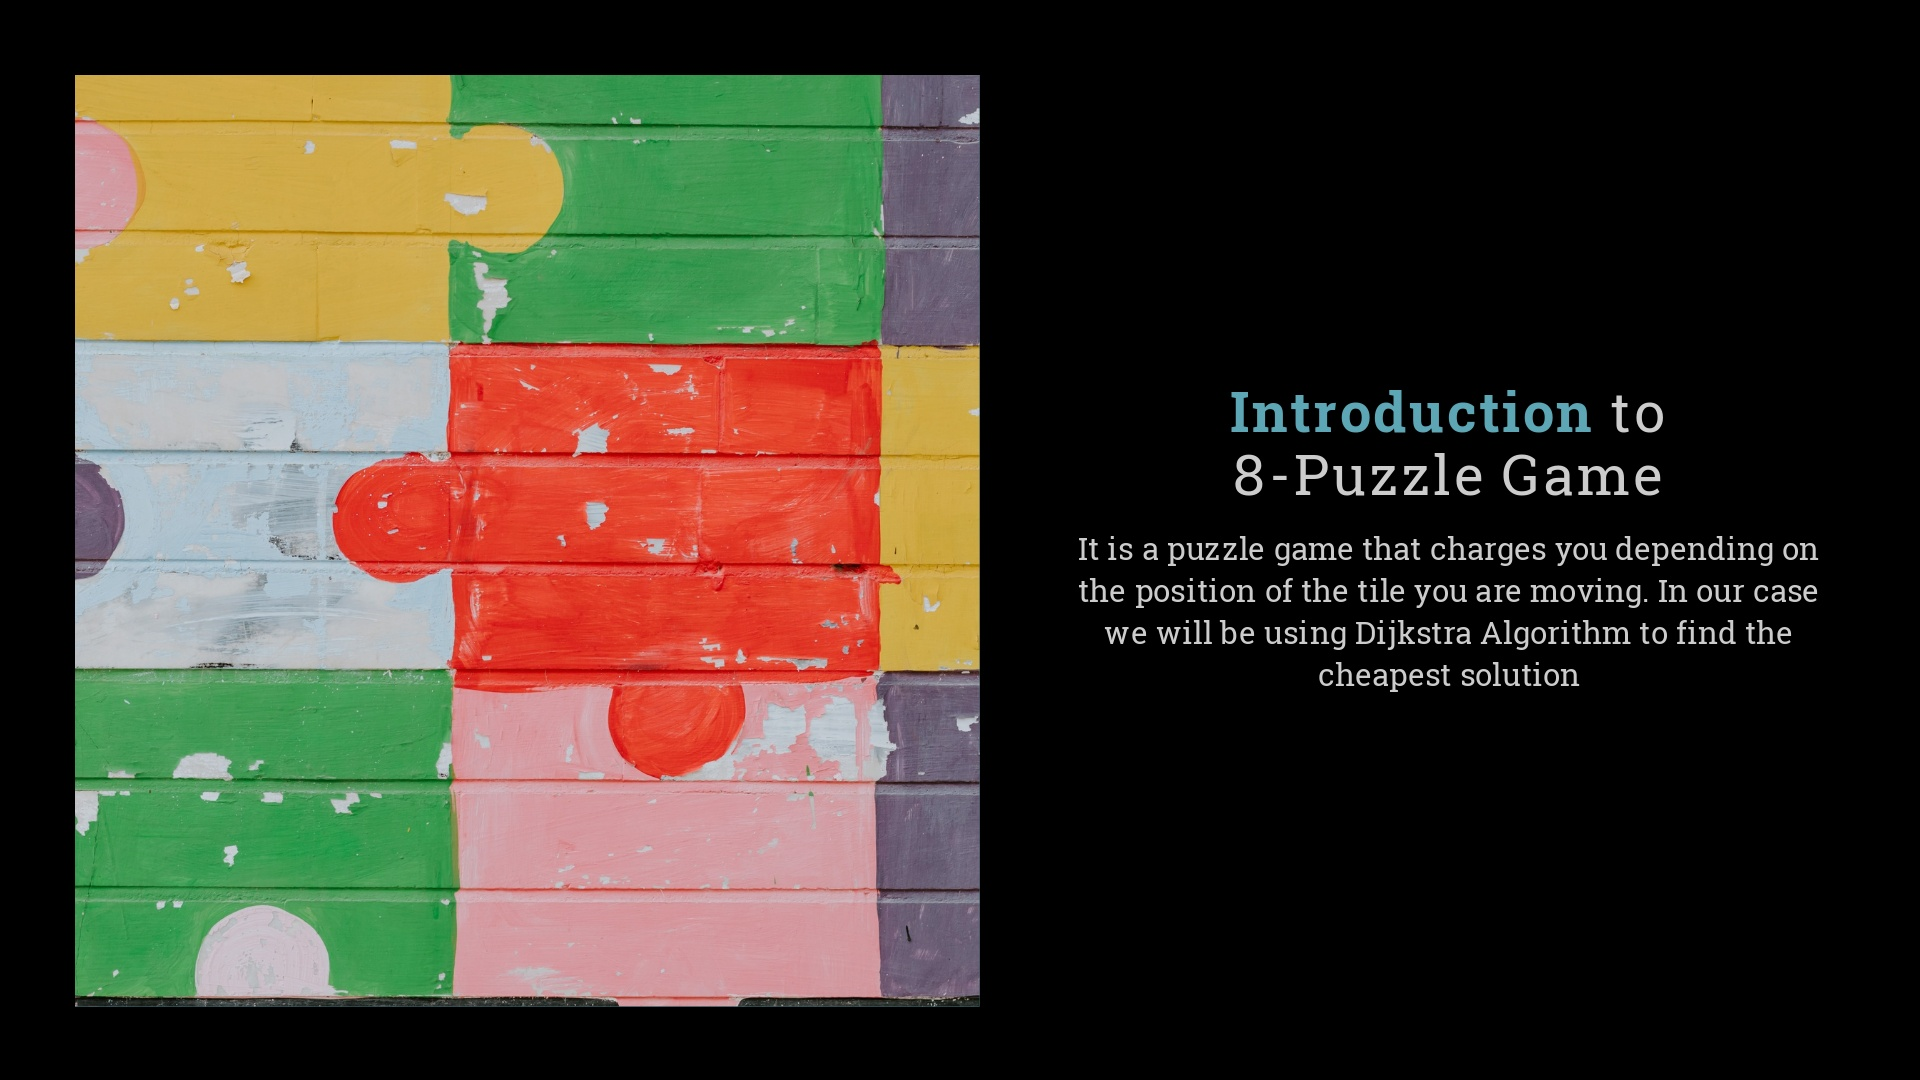 Introduction to
8-Puzzle Game
It is a puzzle game that charges you depending on
the position of the tile you are moving. In our case
we will be using Dijkstra Algorithm to find the
cheapest solution